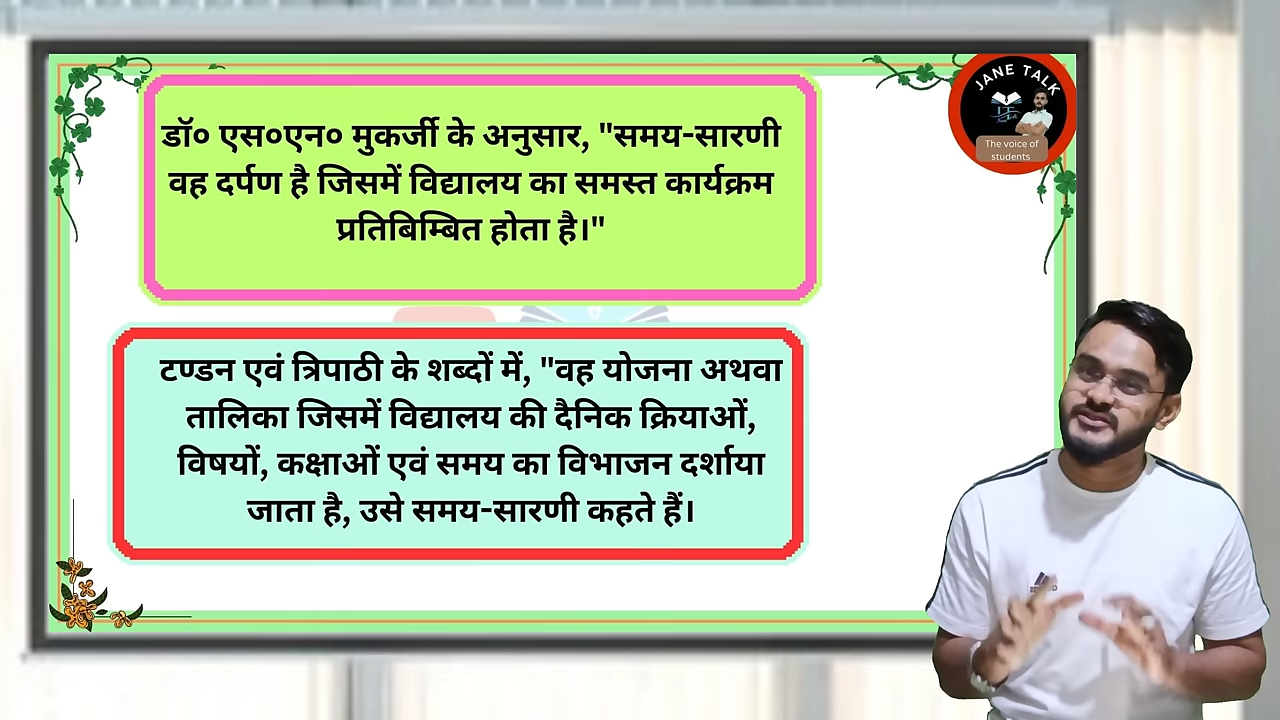 डॉ० एस०एन० मुकर्जी के अनुसार, "समय-सारणी
वह दर्पण है जिसमें विद्यालय का समस्त कार्यक्रम
प्रतिबिम्बित होता है।"
टण्डन एवं त्रिपाठी के शब्दों में, "वह योजना अथवा
तालिका जिसमें विद्यालय की दैनिक क्रियाओं,
विषयों, कक्षाओं एवं समय का विभाजन दर्शाया
जाता है, उसे समय-सारणी कहते हैं।
JANE TALK
The voice of
students